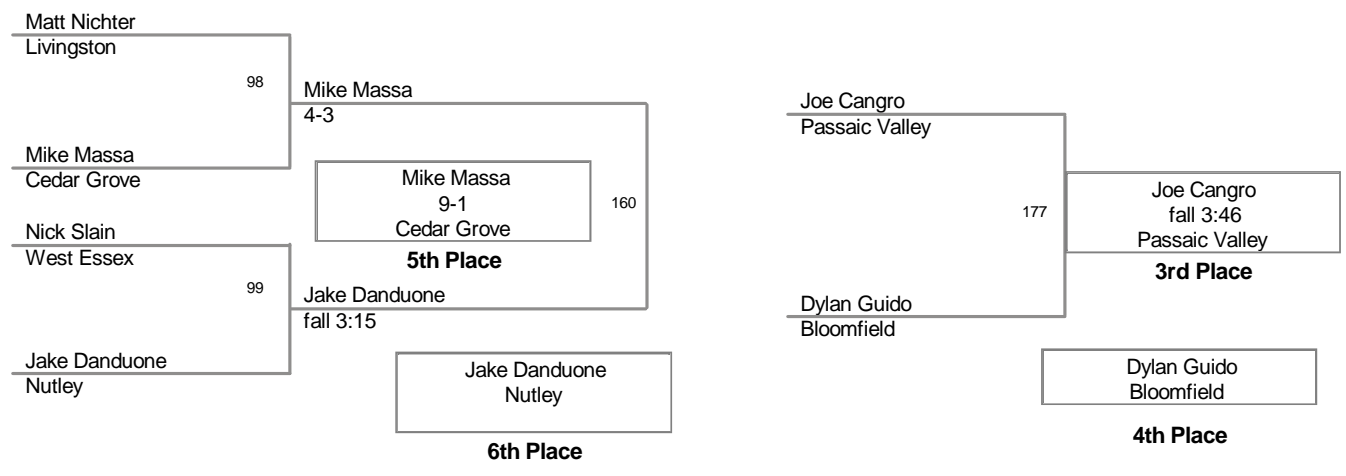 Matt Nichter
Livingston
98
Mike Massa
4-3
Mike Massa
Cedar Grove
Mike Massa
9-1
Cedar Grove
5th Place
160
Nick Slain
West Essex
99
Jake Danduone
fall 3:15
Jake Danduone
Nutley
Jake Danduone
Nutley
6th Place
Joe Cangro
Passaic Valley
177
Joe Cangro
fall 3:46
Passaic Valley
3rd Place
Dylan Guido
Bloomfield
Dylan Guido
Bloomfield
4th Place